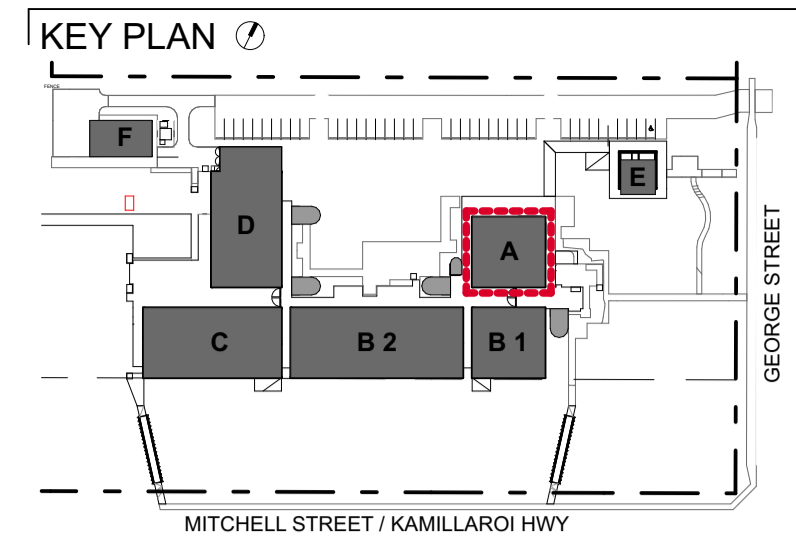 KEY PLAN
FENCE
F
E
D
A
GEORGE STREET
C
B 2
B 1
MITCHELL STREET / KAMILLAROI HWY